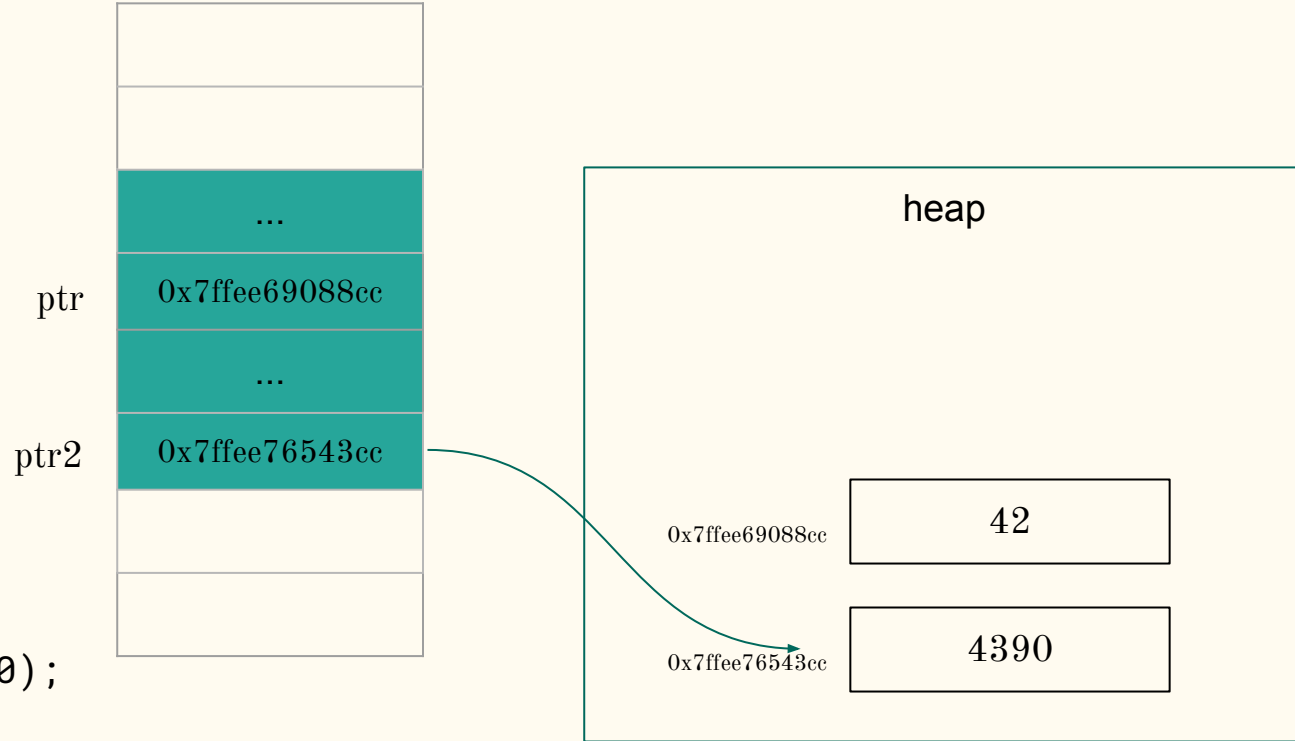 ...
heap
ptr 0x7ffee69088cc
...
ptr2 0x7ffee76543cc
0x7ffee69088cc 42
0x7ffee76543cc 4390
0);